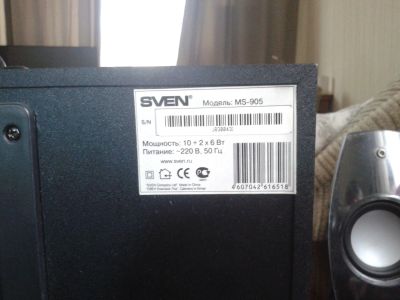 SVEN® Модель: MS-905
S/N
Мощность: 10 + 2 x 6 Вт
Питание: ~220 В, 50 Гц
www.sven.ru
4607042616518